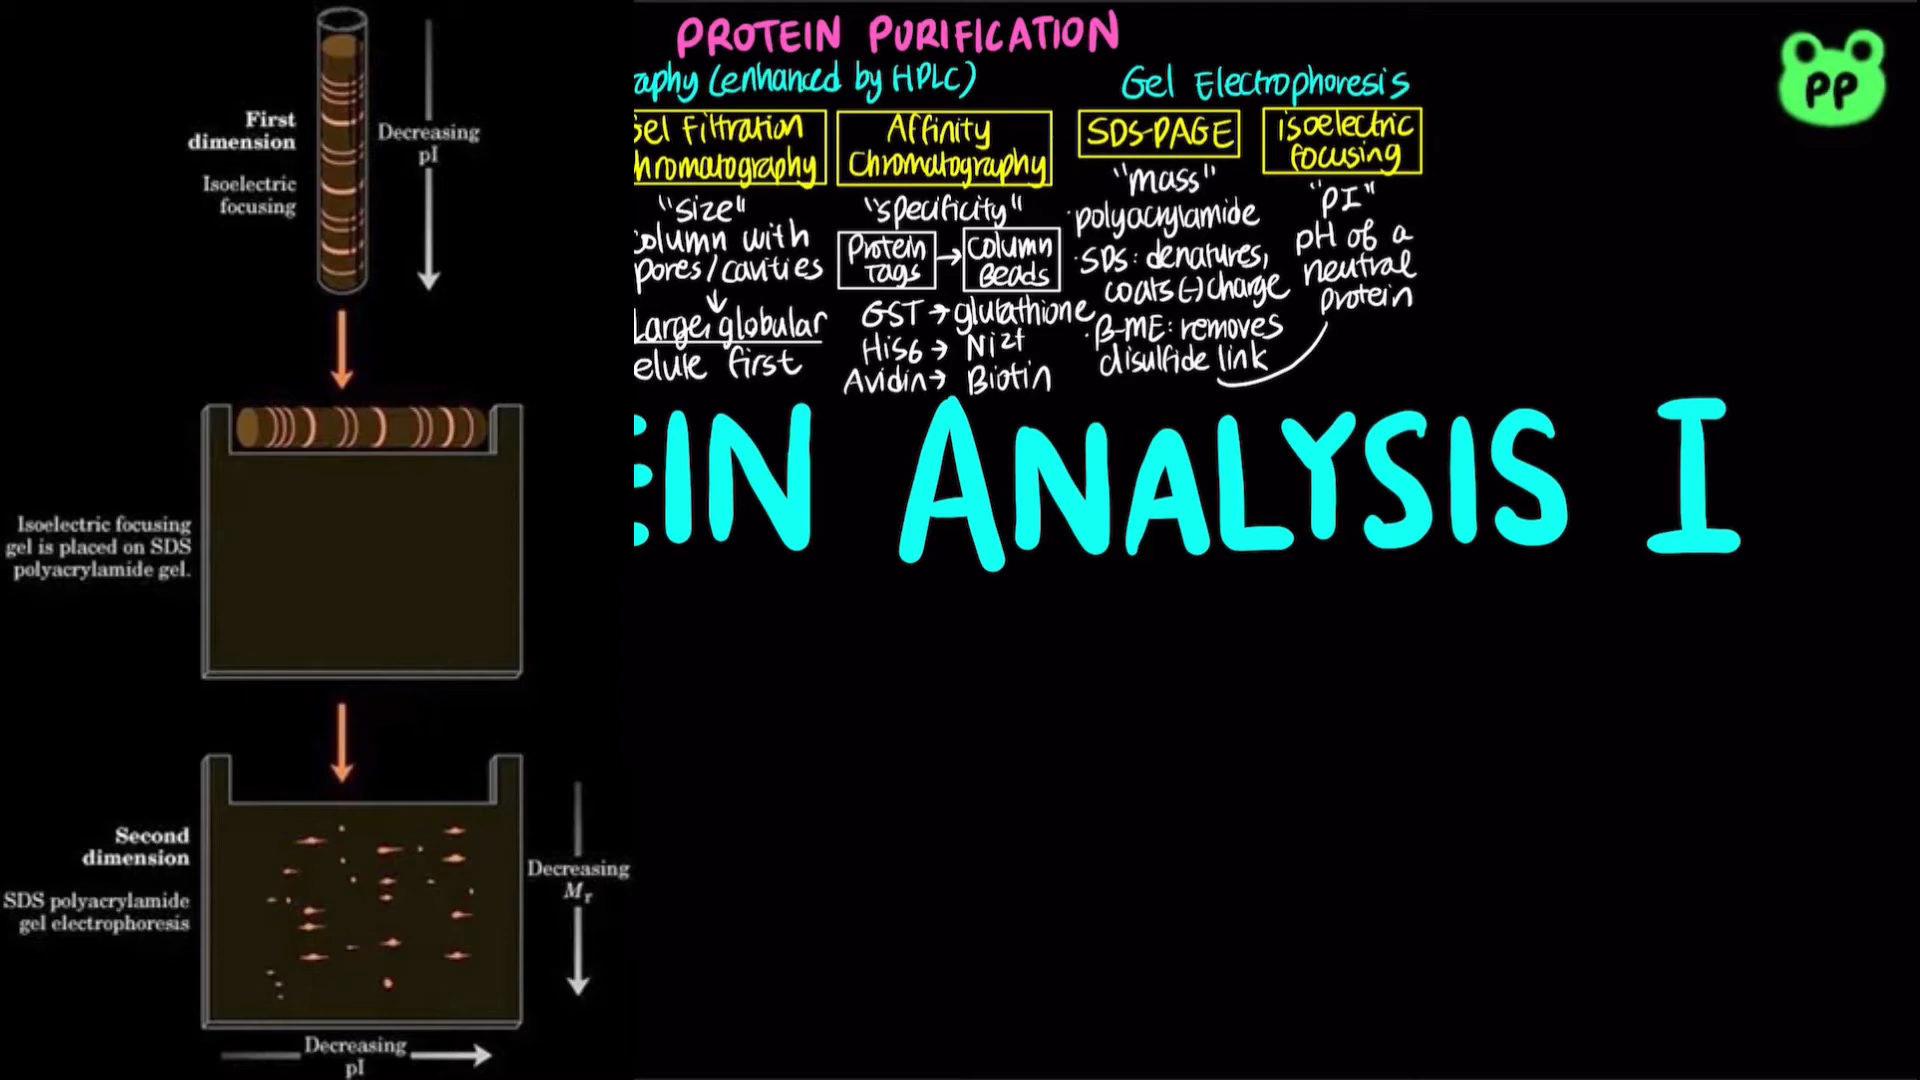 First
dimension
Isoelectric
focusing
Decreasing
pI
Isoelectric focusing
gel is placed on SDS
polyacrylamide gel.
Second
dimension
SDS polyacrylamide
gel electrophoresis
Decreasing
Mr
Decreasing
pI
PROTEIN PURIFICATION
aphy (enhanced by HPLC)
Gel Filtration
Chromatography
"size"
column with
pores/cavities
↓
Large, globular
elute first
Affinity
Chromatography
"specificity"
Protein
Tags
→
Column
Beads
GST → glutathione
His6 → Ni2+
Avidin → Biotin
Gel Electrophoresis
SDS-PAGE
"mass"
polyacrylamide
· SDS: denatures,
coats (-) charge
· β-ME: removes
disulfide link
isoelectric
focusing
"pI"
pH of a
neutral
protein
EIN ANALYSIS I
PP